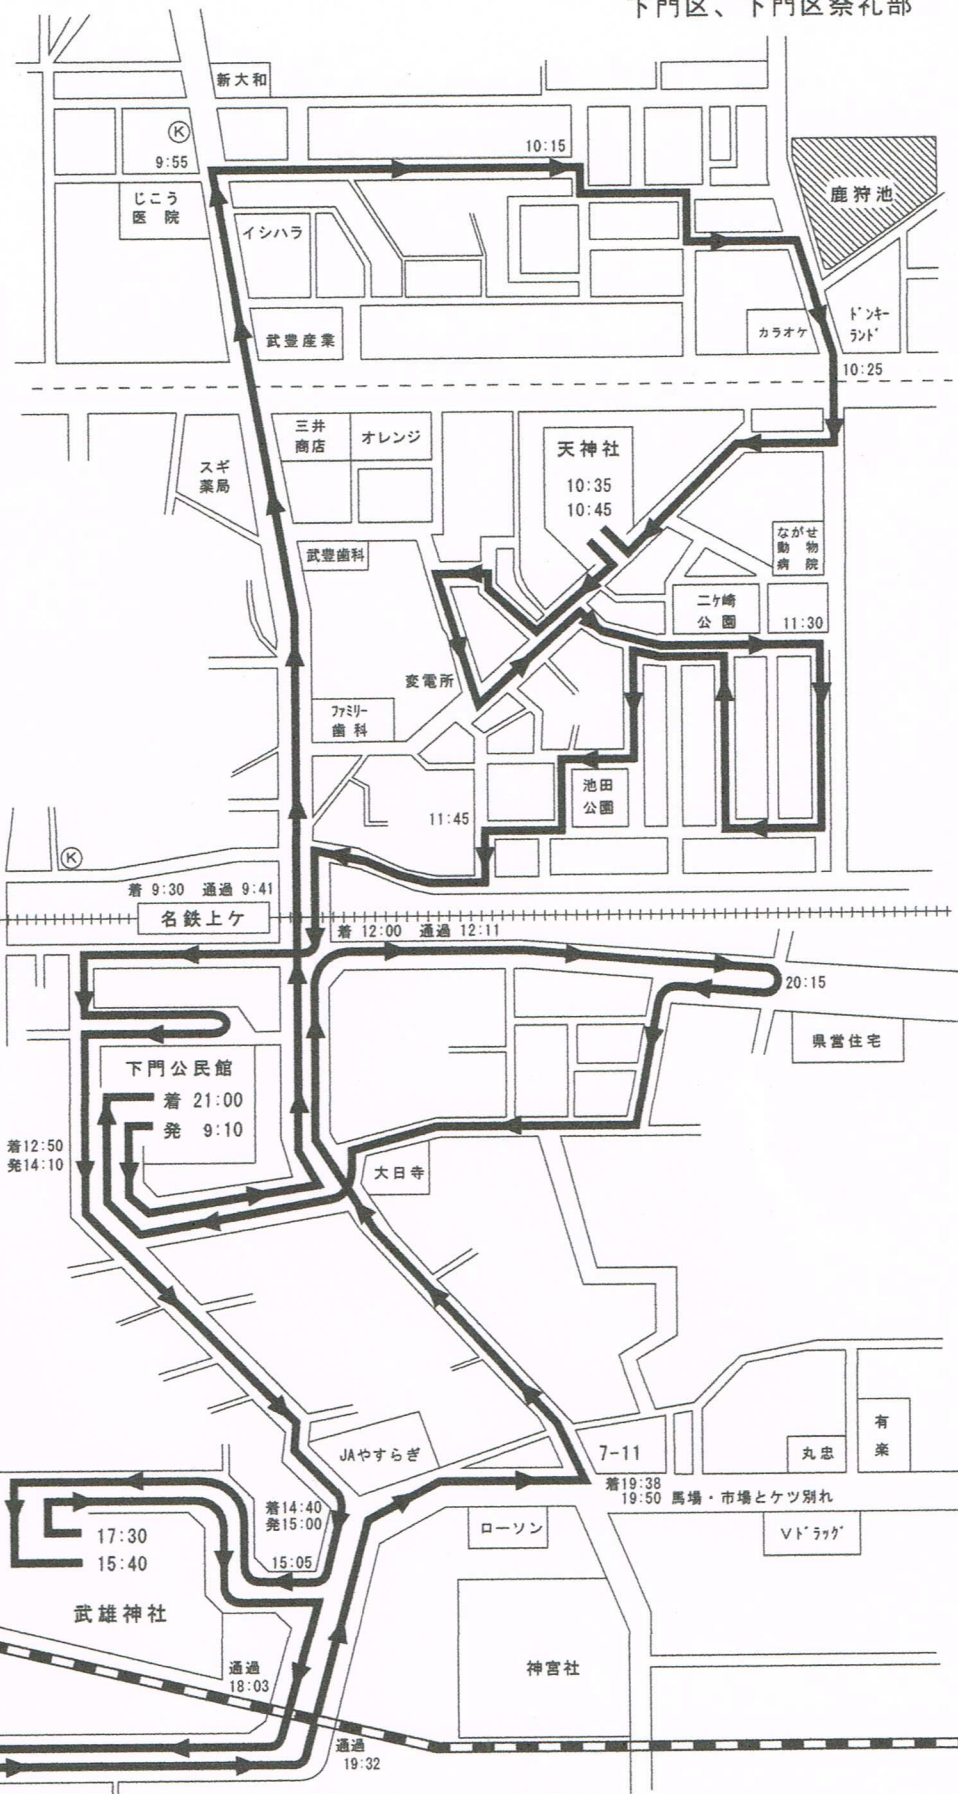 下門区、下門区祭礼部
新大和
Ⓚ
9:55
10:15
じこう
医院
イシハラ
鹿狩池
武豊産業
カラオケ
ﾄﾞﾝｷｰ
ﾗﾝﾄﾞ
10:25
三井
商店
オレンジ
スギ
薬局
天神社
10:35
10:45
ながせ
動物
病院
武豊歯科
二ケ崎
公園
11:30
変電所
ﾌｧﾐﾘｰ
歯科
池田
公園
11:45
Ⓚ
着 9:30 通過 9:41
名鉄上ケ
着 12:00 通過 12:11
20:15
県営住宅
下門公民館
着 21:00
発 9:10
着12:50
発14:10
大日寺
JAやすらぎ
7-11
丸忠
有楽
着19:38
19:50 馬場・市場とケツ別れ
着14:40
発15:00
ローソン
Vﾄﾞﾗｯｸﾞ
17:30
15:40
15:05
武雄神社
通過
18:03
神宮社
通過
19:32